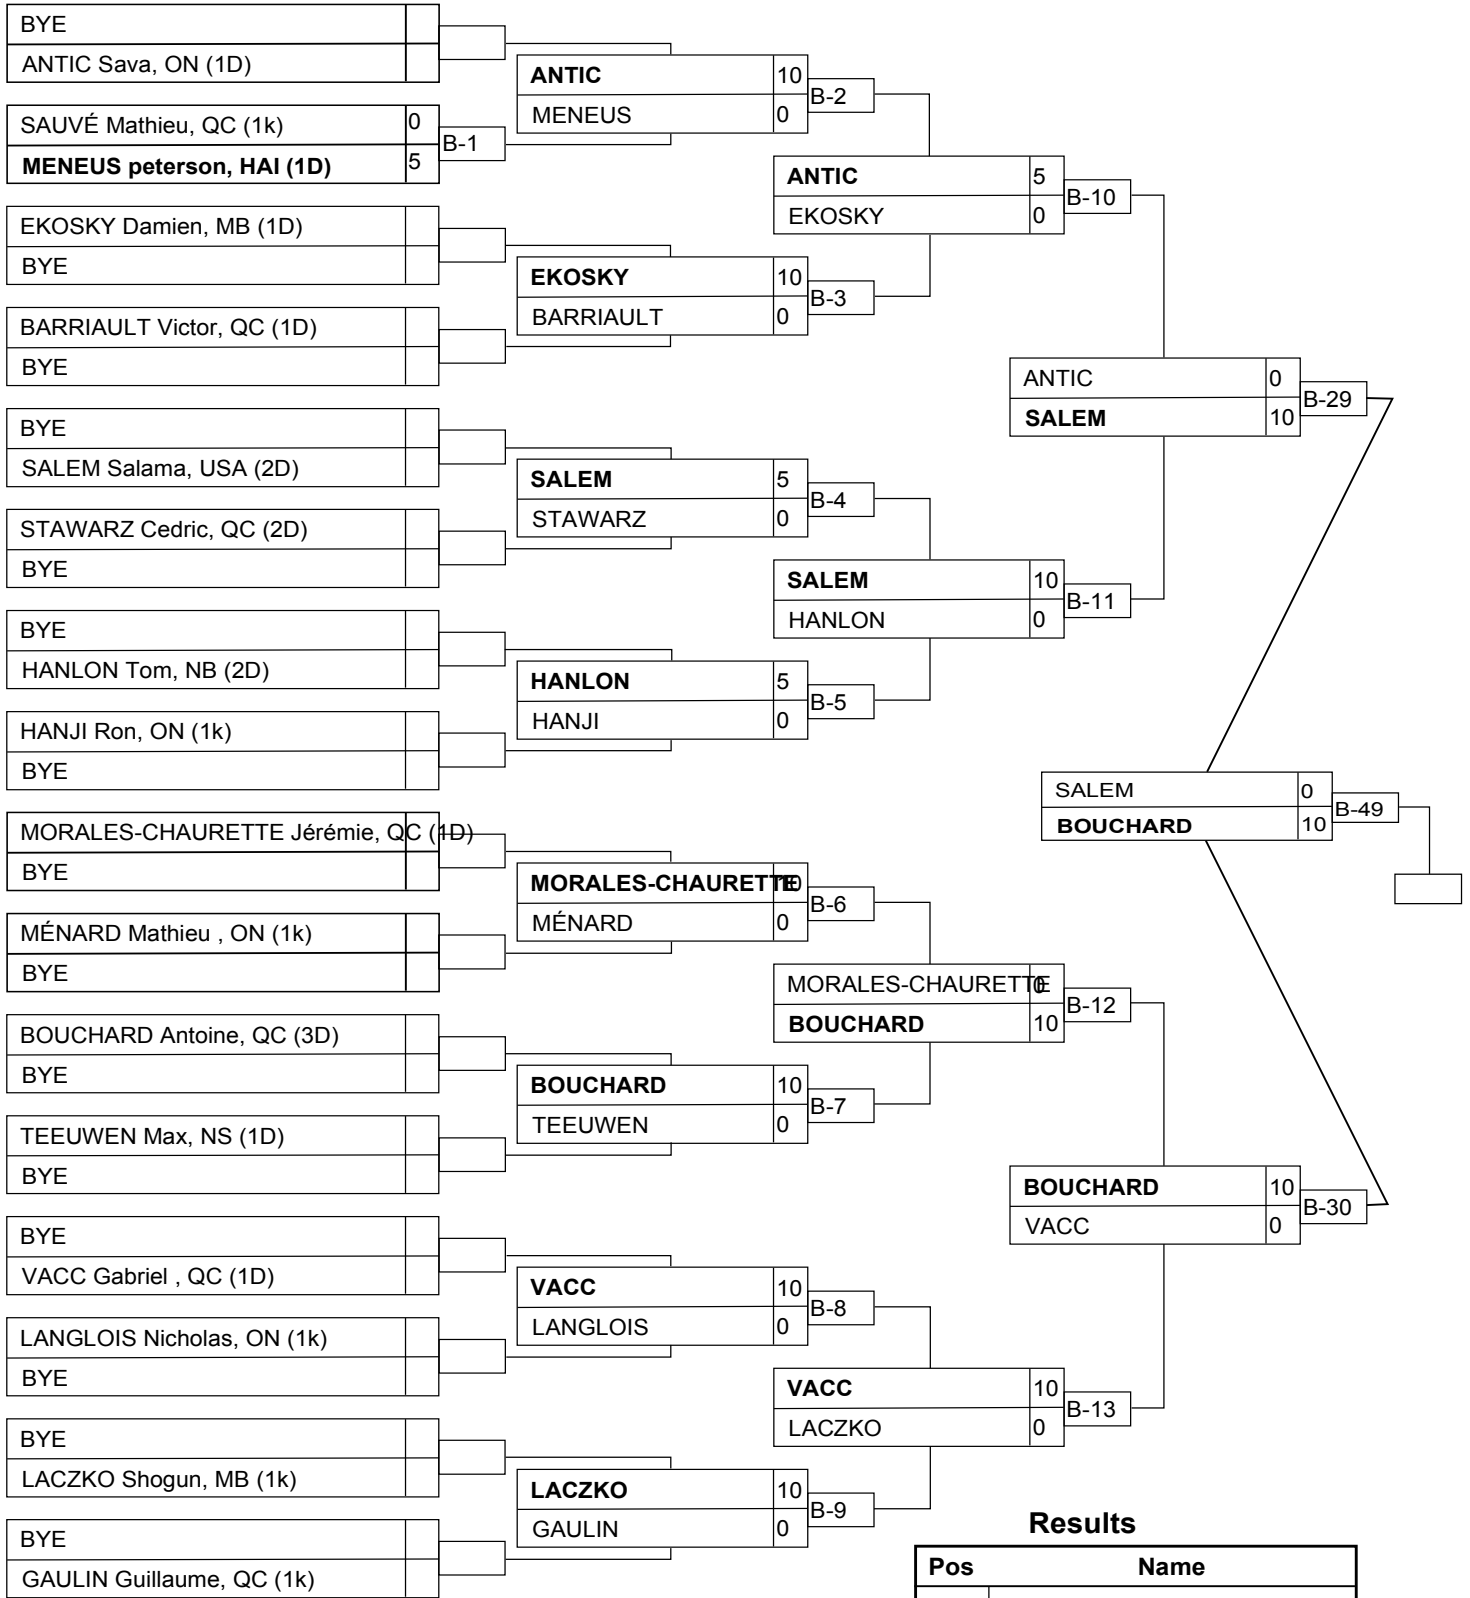 BYE
ANTIC Sava, ON (1D)
SAUVÉ Mathieu, QC (1k) 0
MENEUS peterson, HAI (1D) 5
B-1
EKOSKY Damien, MB (1D)
BYE
BARRIAULT Victor, QC (1D)
BYE
BYE
SALEM Salama, USA (2D)
STAWARZ Cedric, QC (2D)
BYE
BYE
HANLON Tom, NB (2D)
HANJI Ron, ON (1k)
BYE
MORALES-CHAURETTE Jérémie, QC (1D)
BYE
MÉNARD Mathieu , ON (1k)
BYE
BOUCHARD Antoine, QC (3D)
BYE
TEEUWEN Max, NS (1D)
BYE
BYE
VACC Gabriel , QC (1D)
LANGLOIS Nicholas, ON (1k)
BYE
BYE
LACZKO Shogun, MB (1k)
BYE
GAULIN Guillaume, QC (1k)
ANTIC 10
MENEUS 0
B-2
EKOSKY 10
BARRIAULT 0
B-3
SALEM 5
STAWARZ 0
B-4
HANLON 5
HANJI 0
B-5
MORALES-CHAURETTE 10
MÉNARD 0
B-6
BOUCHARD 10
TEEUWEN 0
B-7
VACC 10
LANGLOIS 0
B-8
LACZKO 10
GAULIN 0
B-9
ANTIC 5
EKOSKY 0
B-10
SALEM 10
HANLON 0
B-11
MORALES-CHAURETTE 0
BOUCHARD 10
B-12
VACC 10
LACZKO 0
B-13
ANTIC 0
SALEM 10
B-29
BOUCHARD 10
VACC 0
B-30
SALEM 0
BOUCHARD 10
B-49
Results
Pos Name